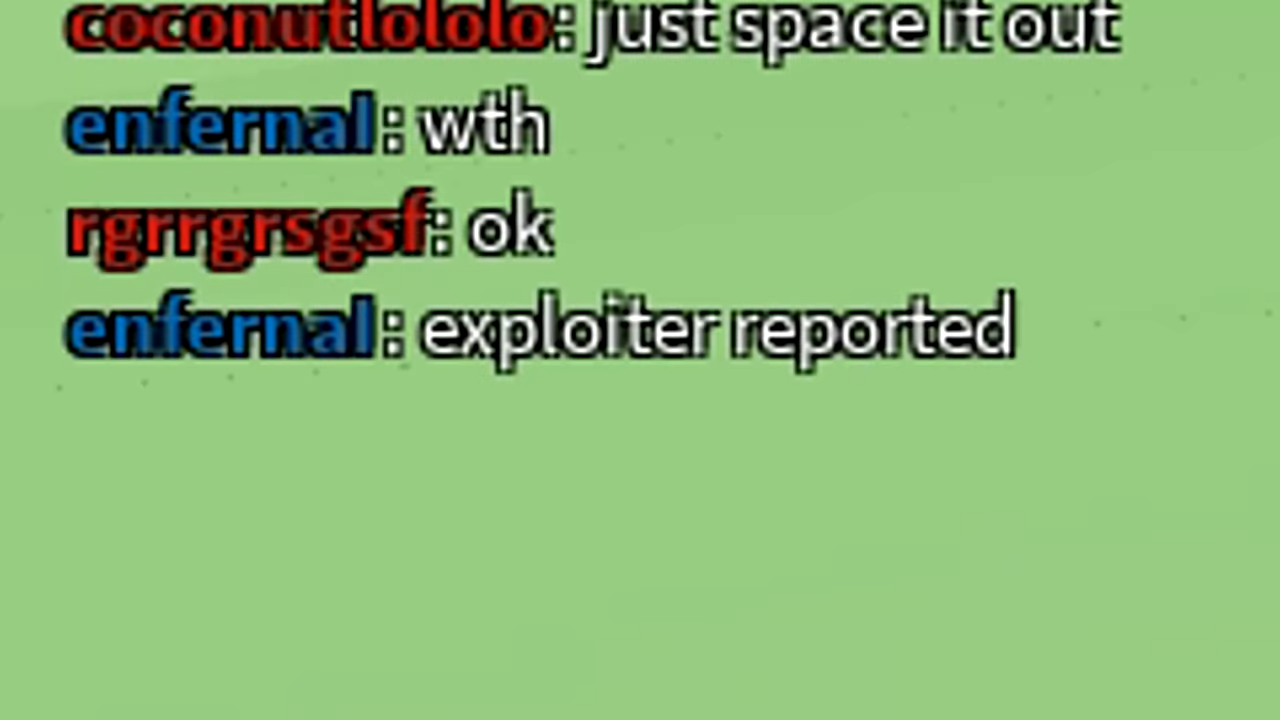 coconutlololo: just space it out
enfernal: wth
rgrrgrsgsf: ok
enfernal: exploiter reported